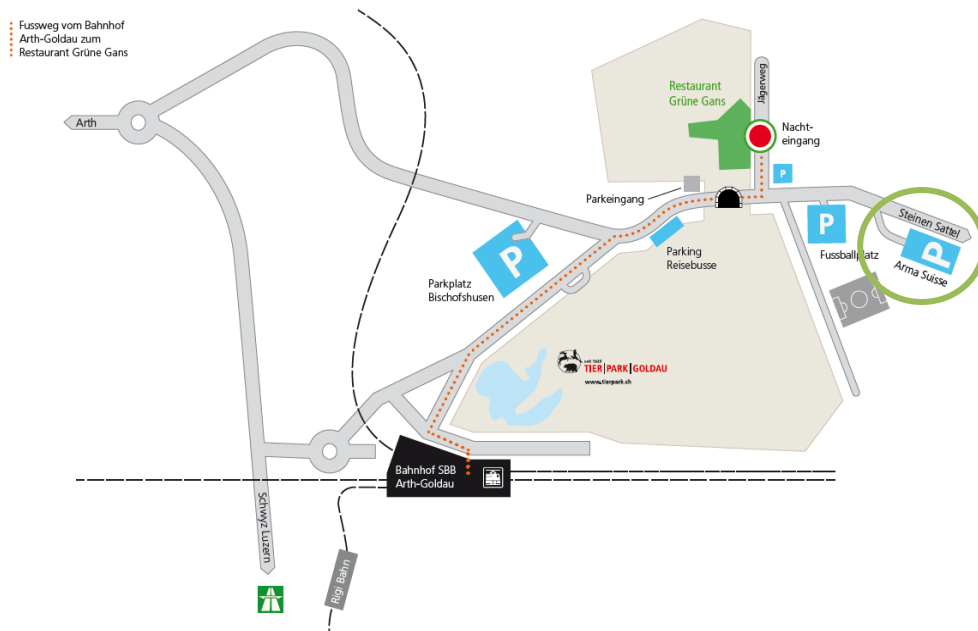 Fussweg vom Bahnhof
Arth-Goldau zum
Restaurant Grüne Gans
Arth
Jägerweg
Restaurant
Grüne Gans
Nacht-
eingang
P
Parkeingang
Steinen Sattel
P
P
Fussballplatz
Arma Suisse
P
Parkplatz
Bischofshusen
Parking
Reisebusse
seit 1925
TIER|PARK|GOLDAU
www.tierpark.ch
Bahnhof SBB
Arth-Goldau
Schwyz Luzern
Rigi Bahn